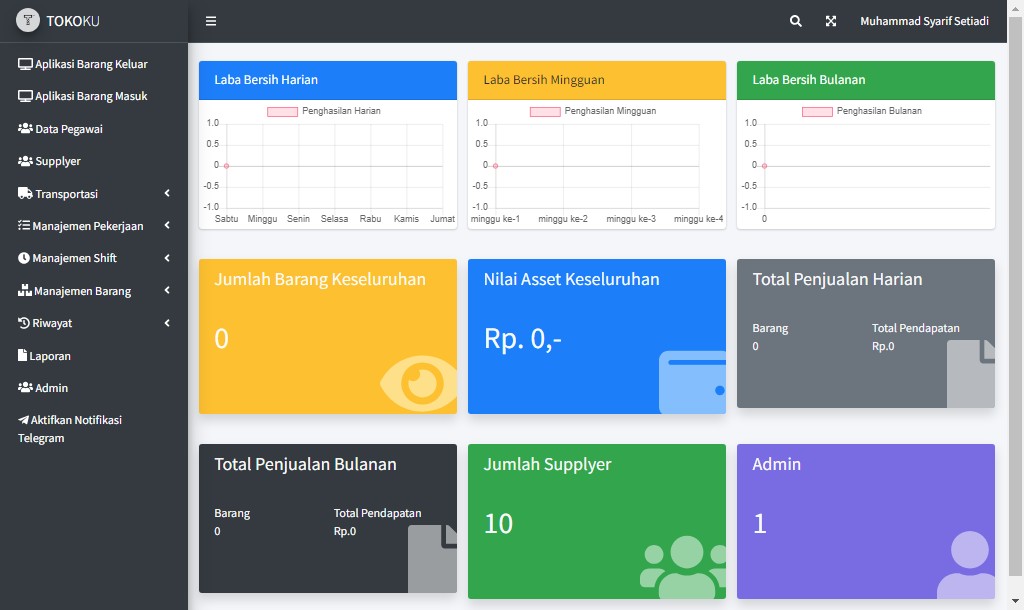 TOKOKU
Muhammad Syarif Setiadi
Aplikasi Barang Keluar
Aplikasi Barang Masuk
Data Pegawai
Supplyer
Transportasi
Manajemen Pekerjaan
Manajemen Shift
Manajemen Barang
Riwayat
Laporan
Admin
Aktifkan Notifikasi
Telegram
Laba Bersih Harian
Penghasilan Harian
1.0
0.5
0
-0.5
-1.0
Sabtu Minggu Senin Selasa Rabu Kamis Jumat
Laba Bersih Mingguan
Penghasilan Mingguan
1.0
0.5
0
-0.5
-1.0
minggu ke-1 minggu ke-2 minggu ke-3 minggu ke-4
Laba Bersih Bulanan
Penghasilan Bulanan
1.0
0.5
0
-0.5
-1.0
0
Jumlah Barang Keseluruhan
0
Nilai Asset Keseluruhan
Rp. 0,-
Total Penjualan Harian
Barang Total Pendapatan
0 Rp.0
Total Penjualan Bulanan
Barang Total Pendapatan
0 Rp.0
Jumlah Supplyer
10
Admin
1